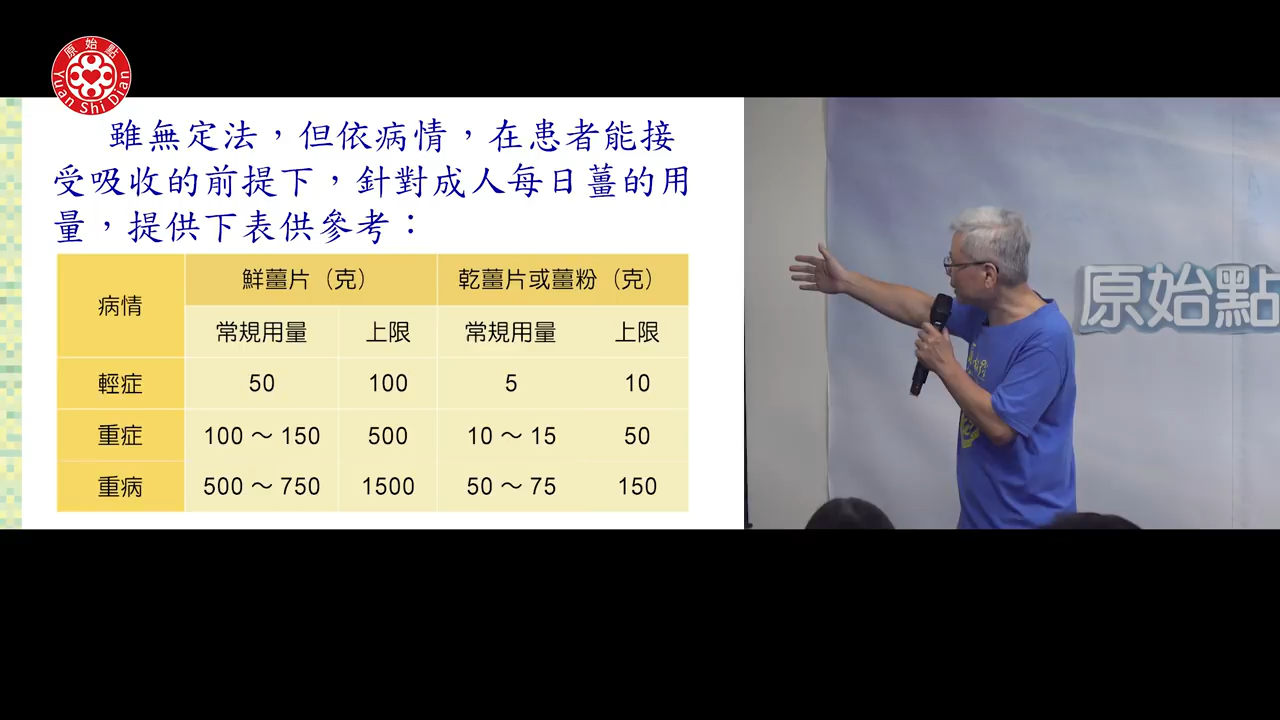 原始點
Yuan Shi Dian
雖無定法，但依病情，在患者能接
受吸收的前提下，針對成人每日薑的用
量，提供下表供參考：
病情 鮮薑片（克） 乾薑片或薑粉（克）
常規用量 上限 常規用量 上限
輕症 50 100 5 10
重症 100～150 500 10～15 50
重病 500～750 1500 50～75 150
原始點